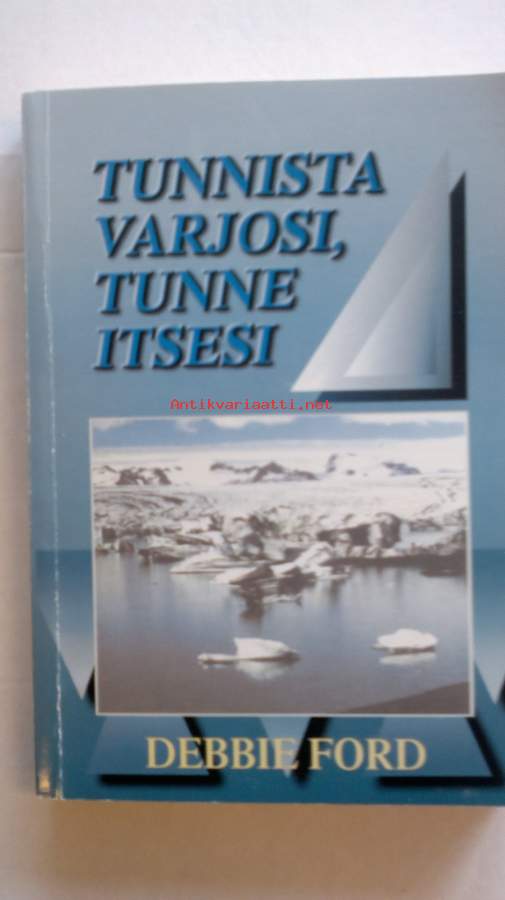 TUNNISTA
VARJOSI,
TUNNE
ITSESI
Antikvariaatti.net
DEBBIE FORD